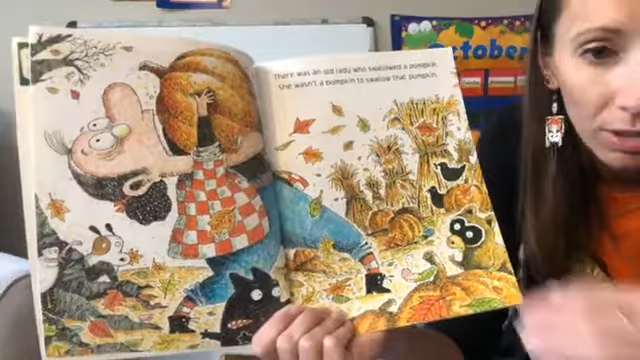 There was an old lady who swallowed a pumpkin.
She wasn't a bumpkin to swallow that pumpkin.
October